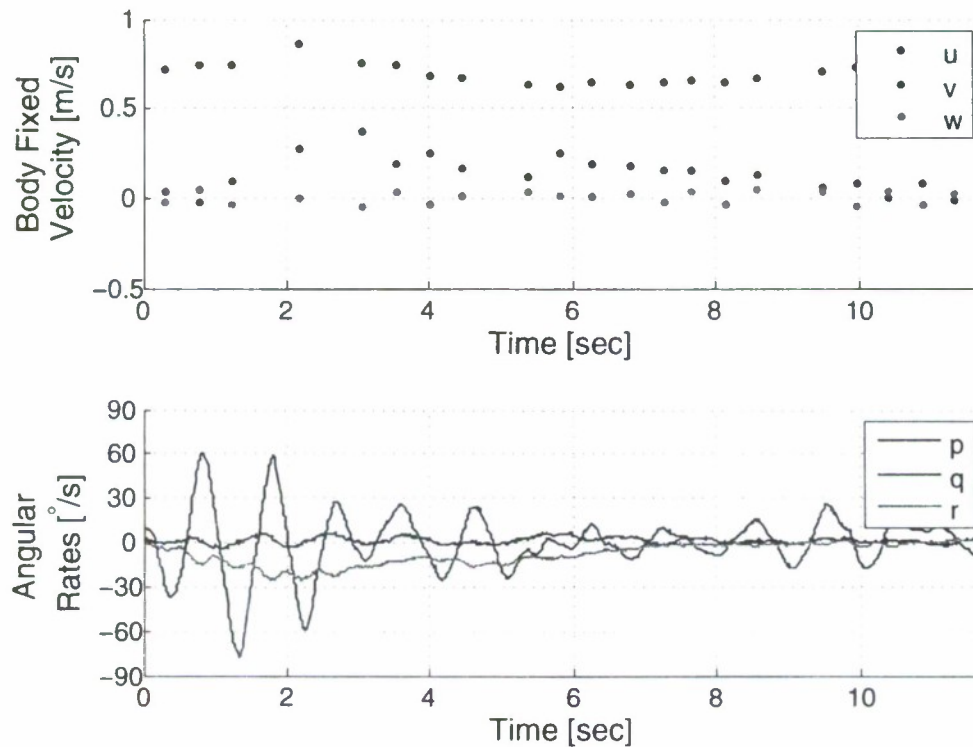 1
0.5
0
−0.5
Body Fixed
Velocity [m/s]
u
v
w
0
2
4
6
8
10
Time [sec]
90
60
30
0
−30
−60
−90
Angular
Rates [°/s]
p
q
r
0
2
4
6
8
10
Time [sec]